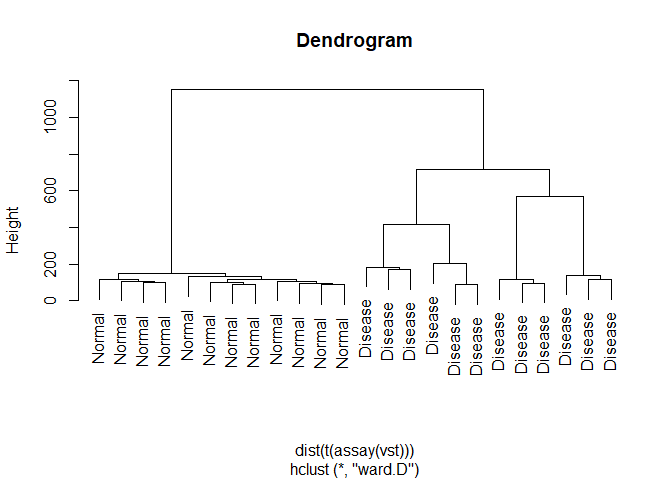 Dendrogram
Height
1000
600
200
0
Normal
Normal
Normal
Normal
Normal
Normal
Normal
Normal
Normal
Normal
Normal
Normal
Disease
Disease
Disease
Disease
Disease
Disease
Disease
Disease
Disease
Disease
Disease
Disease
dist(t(assay(vst)))
hclust (*, "ward.D")